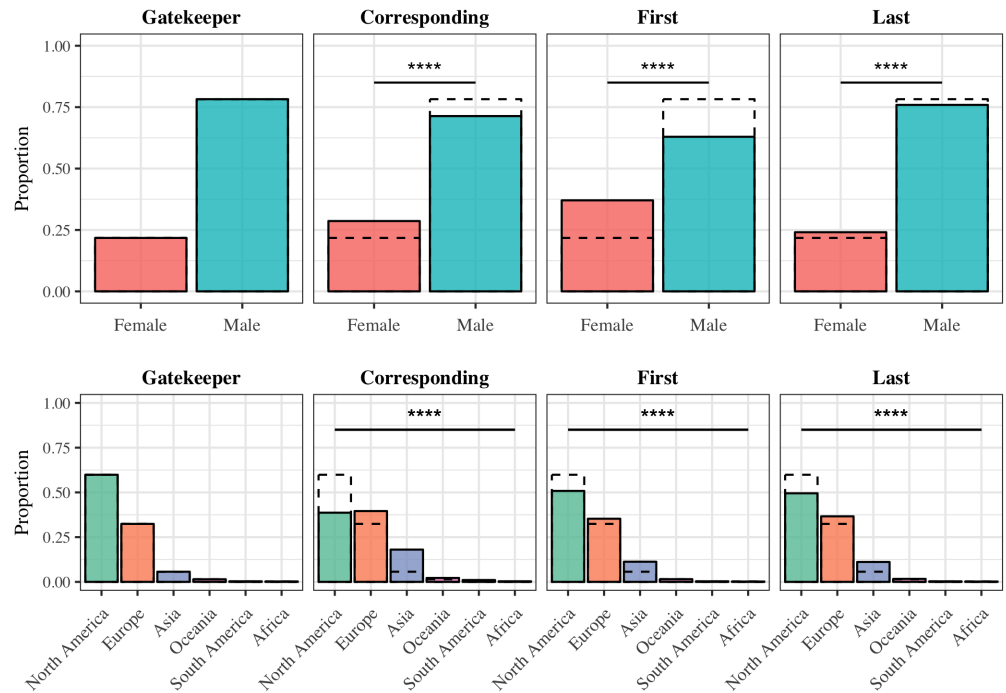 Gatekeeper Corresponding First Last
Proportion
1.00
0.75
0.50
0.25
0.00
**** **** ****
Female Male Female Male Female Male Female Male
Gatekeeper Corresponding First Last
Proportion
1.00
0.75
0.50
0.25
0.00
**** **** ****
North America Europe Asia Oceania South America Africa North America Europe Asia Oceania South America Africa North America Europe Asia Oceania South America Africa North America Europe Asia Oceania South America Africa